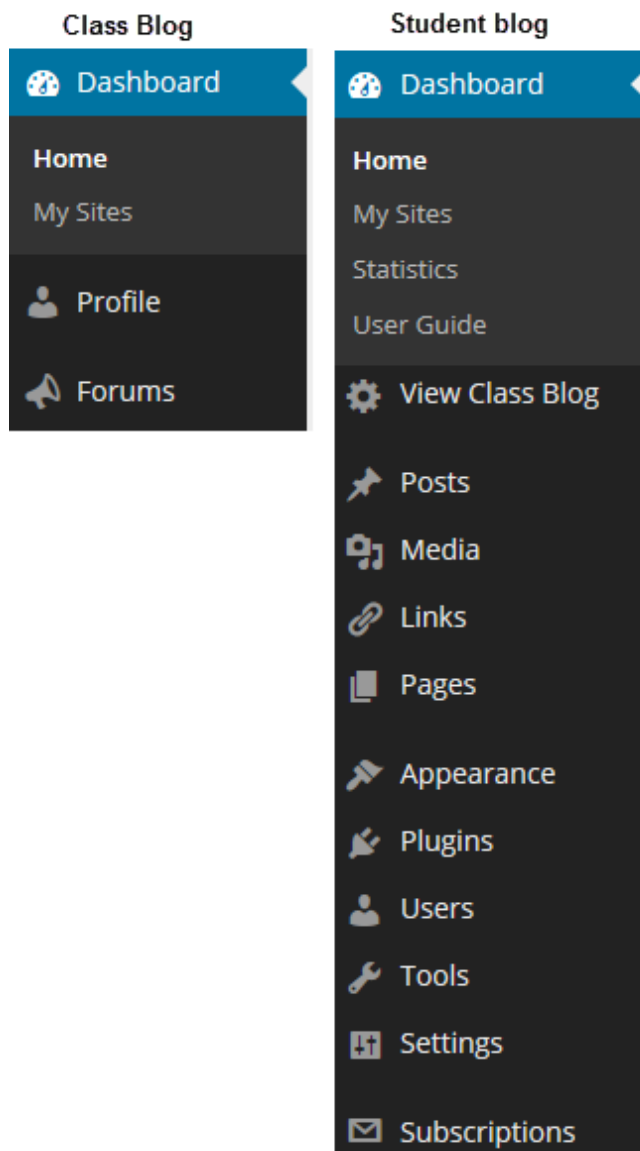 Class Blog
Dashboard
Home
My Sites
Profile
Forums
Student blog
Dashboard
Home
My Sites
Statistics
User Guide
View Class Blog
Posts
Media
Links
Pages
Appearance
Plugins
Users
Tools
Settings
Subscriptions